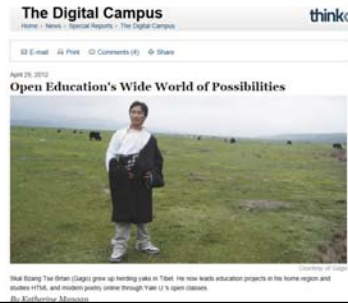 The Digital Campus
think
Home > News > Special Reports > The Digital Campus
E-mail Print Comments (4) Share
April 29, 2012
Open Education's Wide World of Possibilities
Courtesy of Gago
Tse (Gago) grew up herding yaks in Tibet. He now leads education projects in his home region and
studies HTML and modern poetry online through Yale U.'s open classes.
By Katherine Mangan